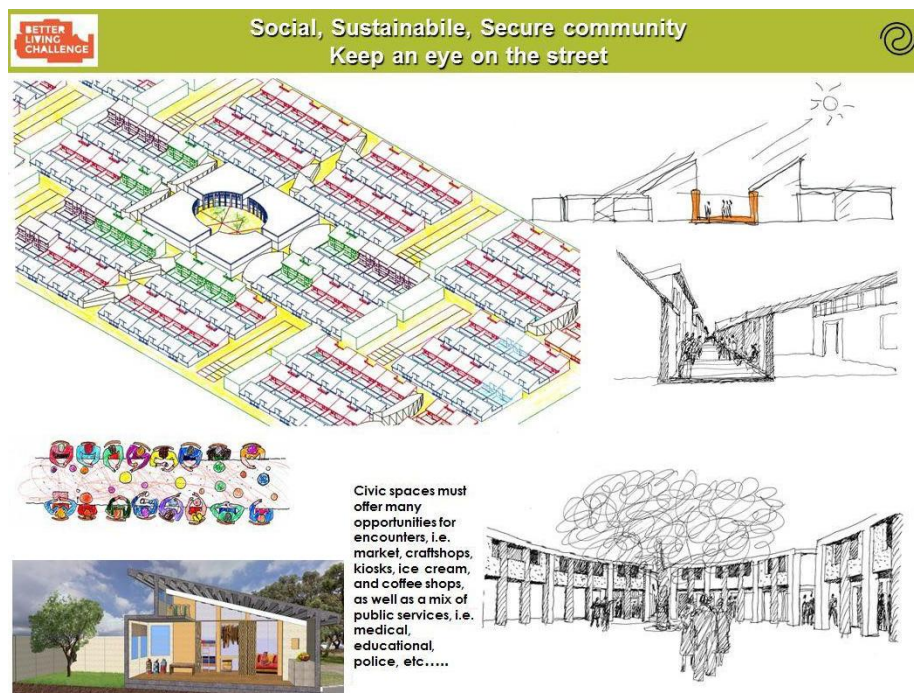 BETTER
LIVING
CHALLENGE
Social, Sustainabile, Secure community
Keep an eye on the street
Civic spaces must
offer many
opportunities for
encounters, i.e.
market, craftshops,
kiosks, ice cream,
and coffee shops,
as well as a mix of
public services, i.e.
medical,
educational,
police, etc…..